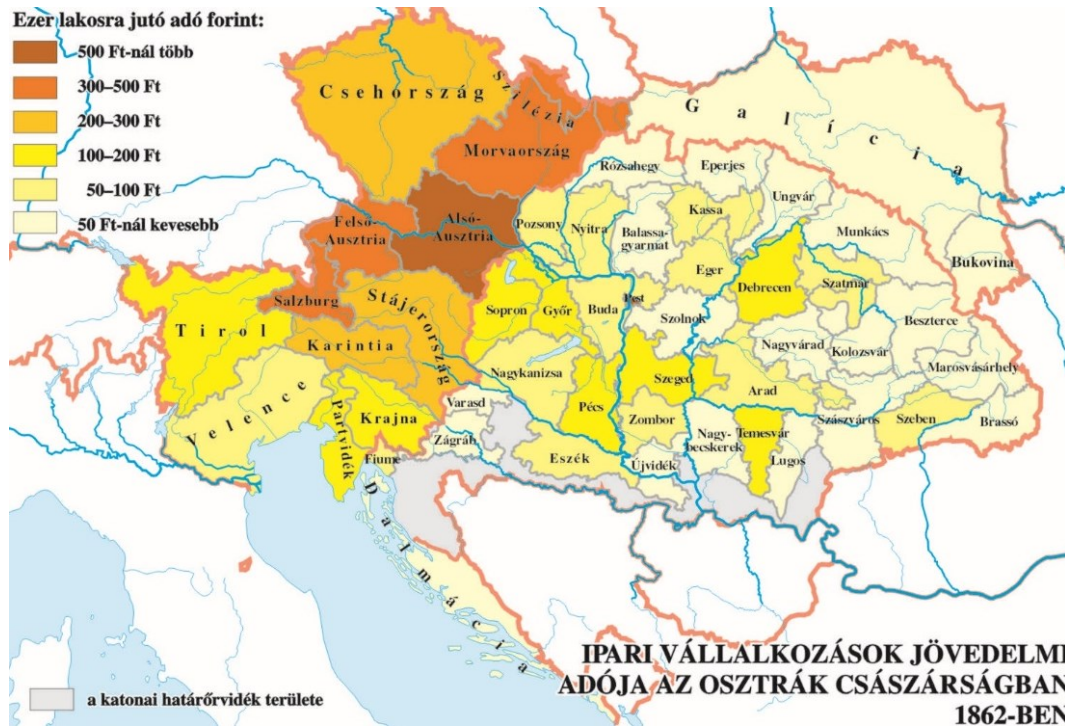 Ezer lakosra jutó adó forint:
500 Ft-nál több
300–500 Ft
200–300 Ft
100–200 Ft
50–100 Ft
50 Ft-nál kevesebb
Csehország
Szilézia
Morvaország
Galícia
Felső-
Ausztria
Alsó-
Ausztria
Salzburg
Tirol
Stájerország
Karintia
Krajna
Partvidék
Velence
Fiume
Dalmácia
Rózsahegy
Eperjes
Ungvár
Pozsony
Nyitra
Balassa-
gyarmat
Kassa
Munkács
Bukovina
Eger
Debrecen
Szatmár
Sopron
Győr
Buda
Pest
Szolnok
Beszterce
Nagyvárad
Kolozsvár
Marosvásárhely
Nagykanizsa
Szeged
Arad
Pécs
Varasd
Zombor
Szászváros
Szeben
Brassó
Zágráb
Eszék
Újvidék
Nagy-
becskerek
Temesvár
Lugos
IPARI VÁLLALKOZÁSOK JÖVEDELMI
ADÓJA AZ OSZTRÁK CSÁSZÁRSÁGBAN
1862-BEN
a katonai határőrvidék területe